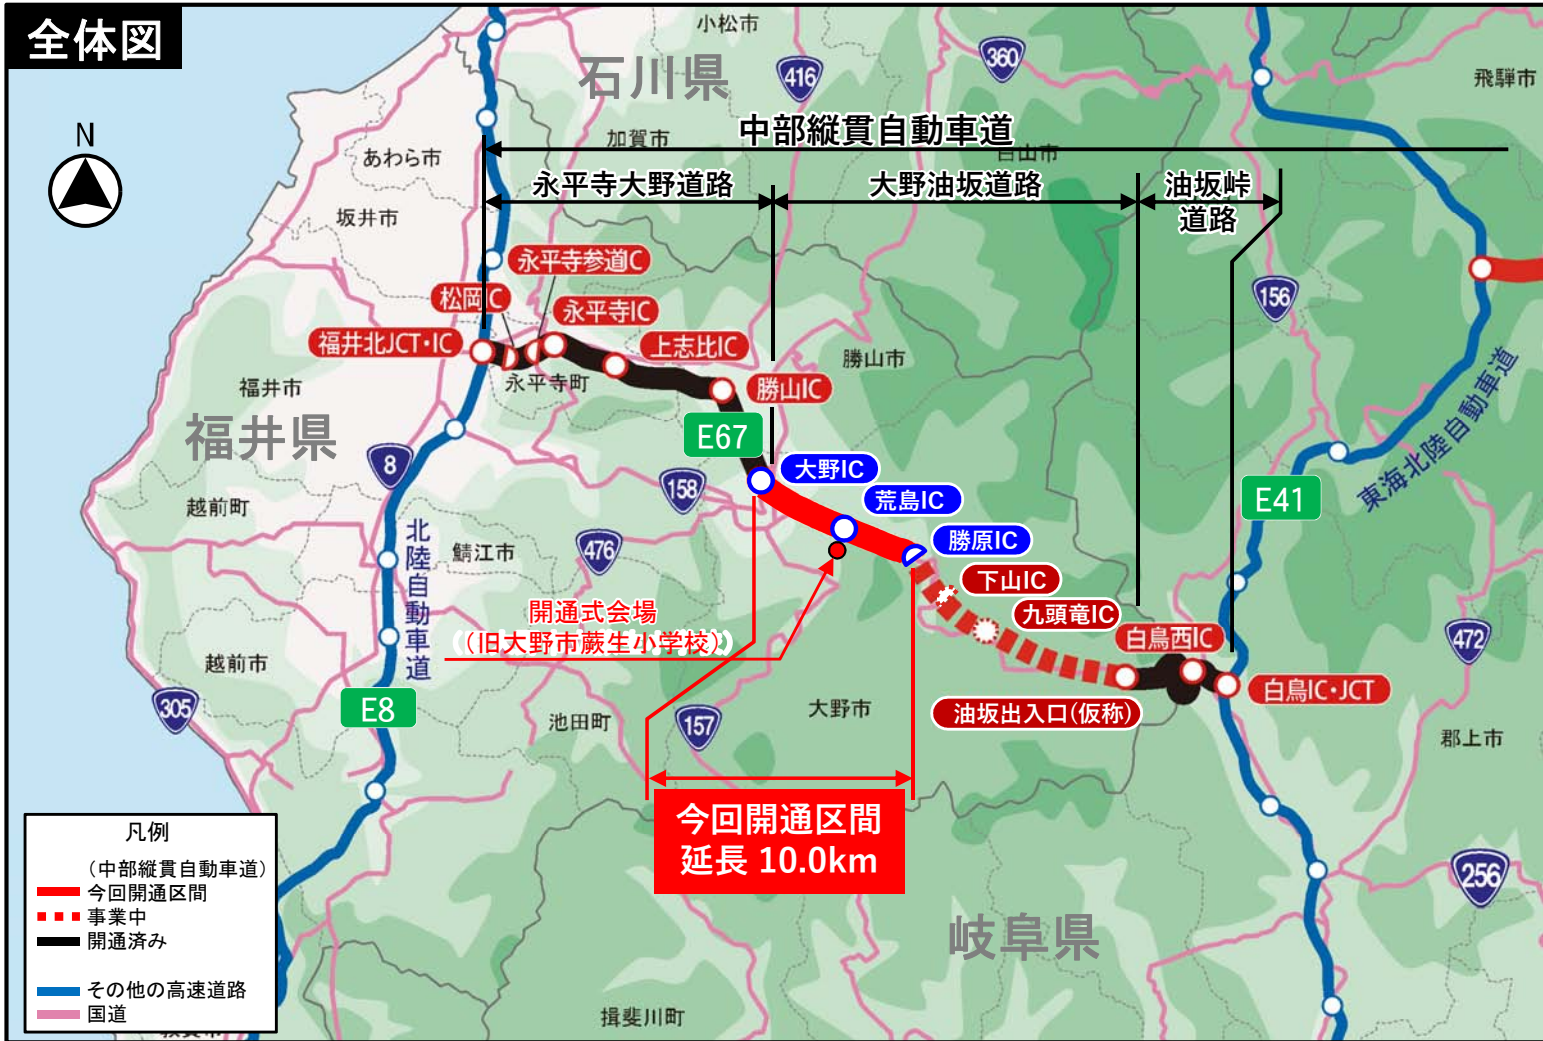 全体図
N
小松市
石川県
416
360
飛騨市
中部縦貫自動車道
加賀市
白山市
あわら市
永平寺大野道路
大野油坂道路
油坂峠
道路
坂井市
永平寺参道IC
松岡IC
永平寺IC
156
福井北JCT・IC
上志比IC
勝山市
福井市
永平寺町
勝山IC
東海北陸自動車道
福井県
E67
8
大野IC
158
荒島IC
E41
越前町
勝原IC
北陸自動車道
鯖江市
476
下山IC
開通式会場
(旧大野市蕨生小学校)
九頭竜IC
白鳥西IC
472
越前市
白鳥IC・JCT
305
E8
池田町
157
大野市
油坂出入口(仮称)
郡上市
今回開通区間
延長 10.0km
凡例
(中部縦貫自動車道)
今回開通区間
事業中
開通済み
その他の高速道路
国道
256
岐阜県
揖斐川町